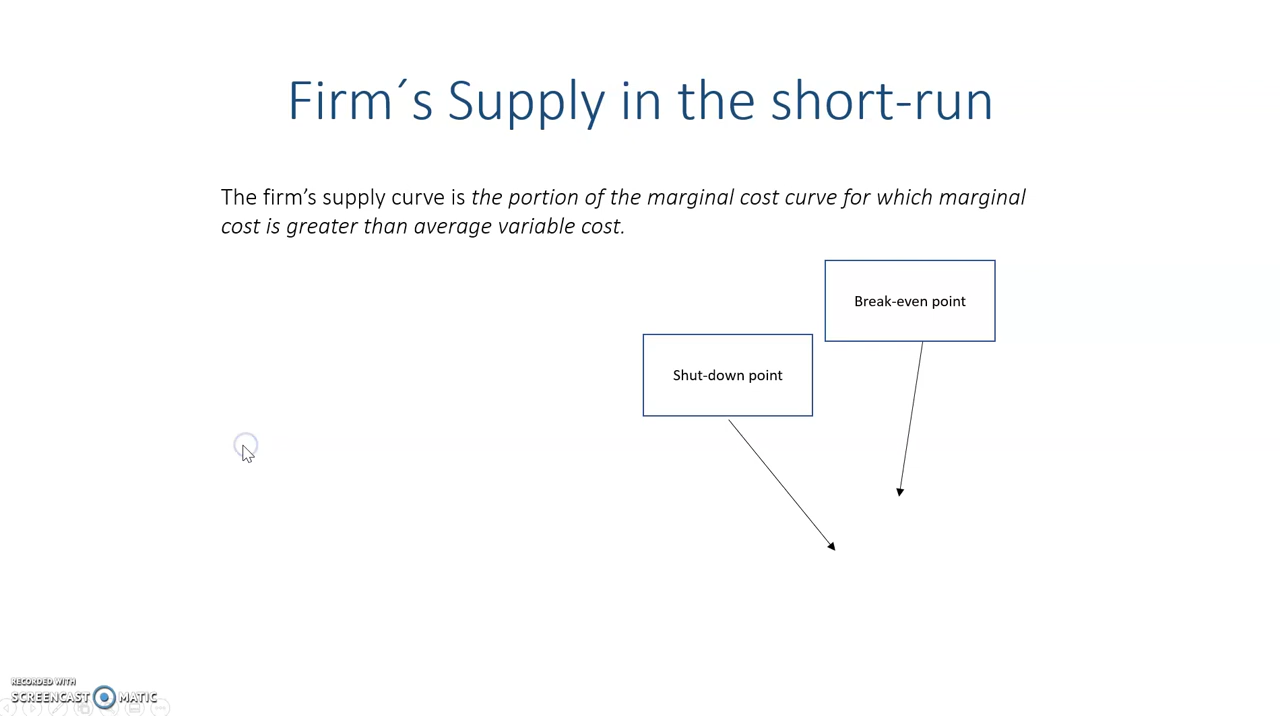 Firm´s Supply in the short-run
The firm’s supply curve is the portion of the marginal cost curve for which marginal
cost is greater than average variable cost.
Break-even point
Shut-down point
RECORDED WITH
SCREENCAST MATIC